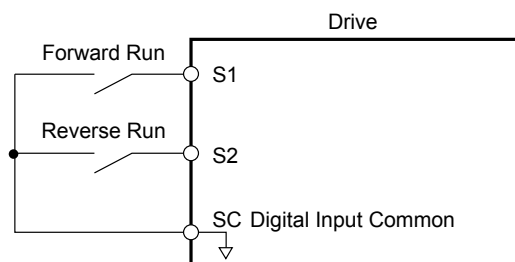 Drive
Forward Run
S1
Reverse Run
S2
SC Digital Input Common